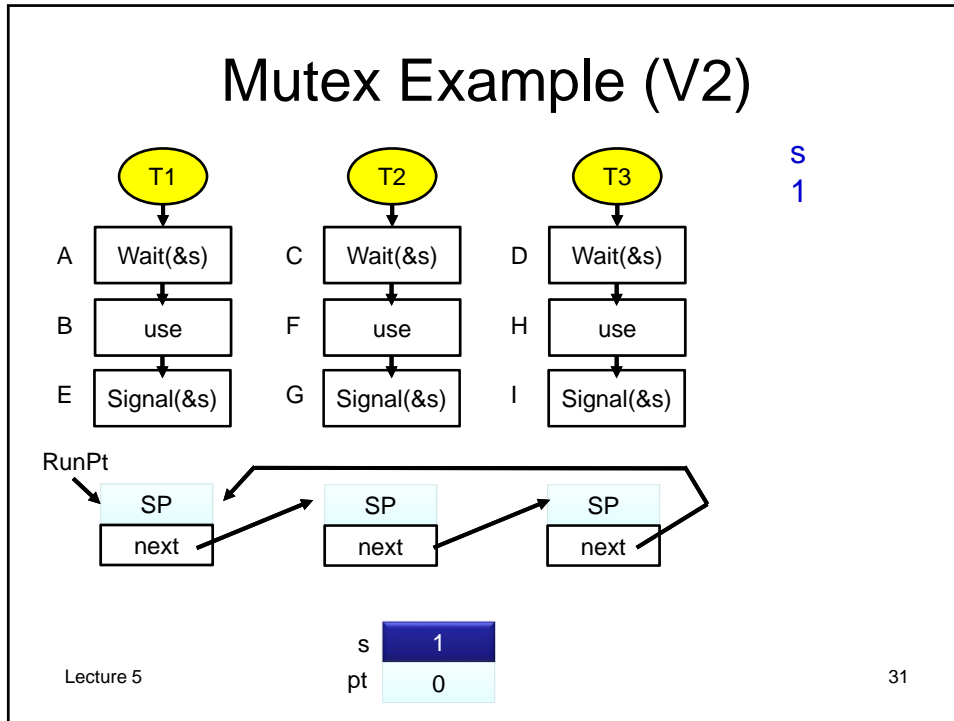 Mutex Example (V2)
s
1
T1 T2 T3
A Wait(&s) C Wait(&s) D Wait(&s)
B use F use H use
E Signal(&s) G Signal(&s) I Signal(&s)
RunPt
SP SP SP
next next next
s 1
pt 0
Lecture 5
31